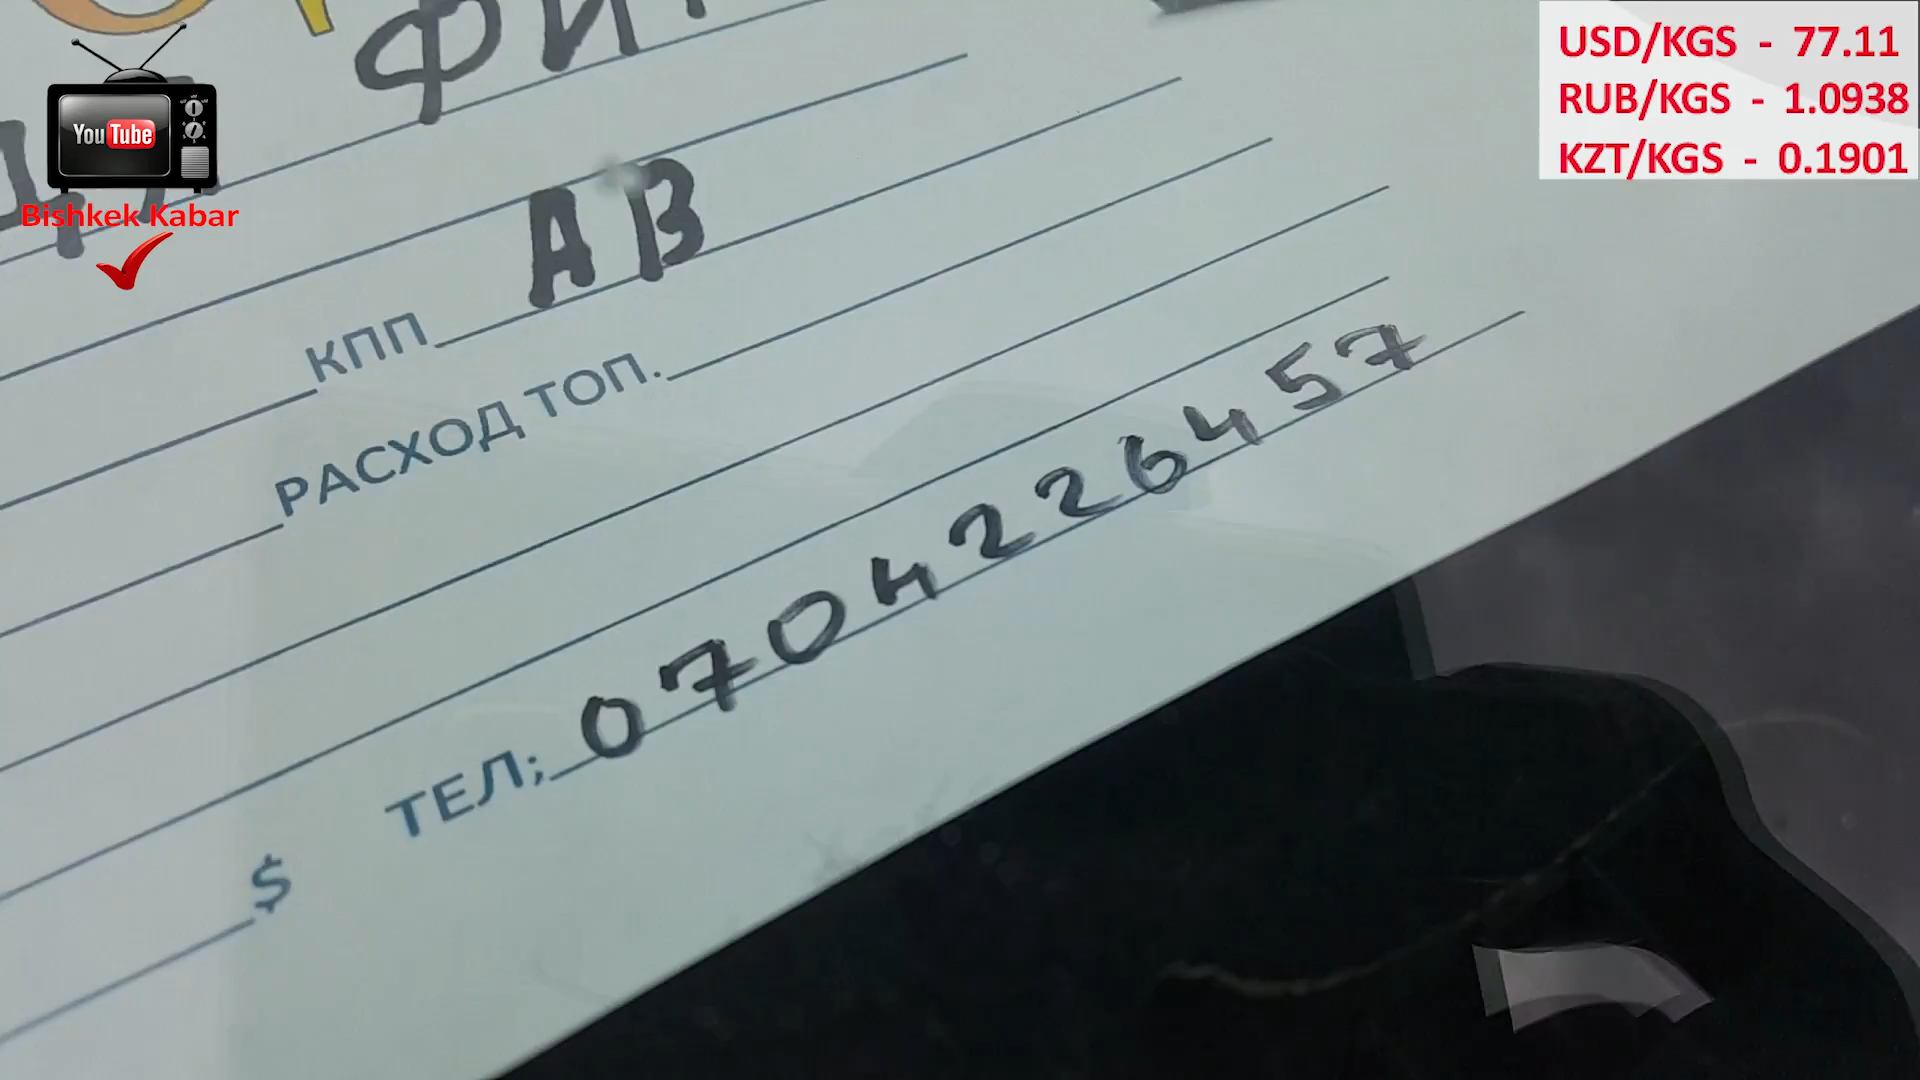 USD/KGS - 77.11
RUB/KGS - 1.0938
KZT/KGS - 0.1901
You Tube
Bishkek Kabar
КПП АВ
РАСХОД ТОП.
ТЕЛ; 0704226457
$